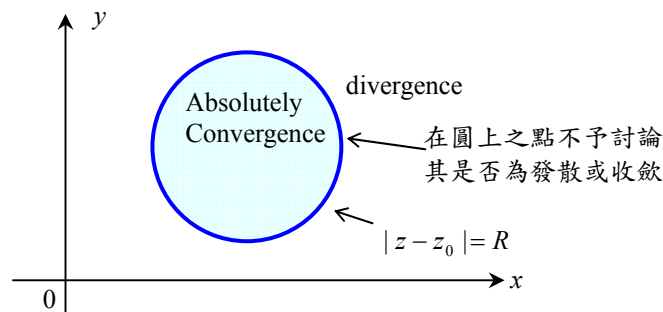 y
divergence
Absolutely
Convergence
在圓上之點不予討論
其是否為發散或收斂
| z − z₀ |= R
x
0